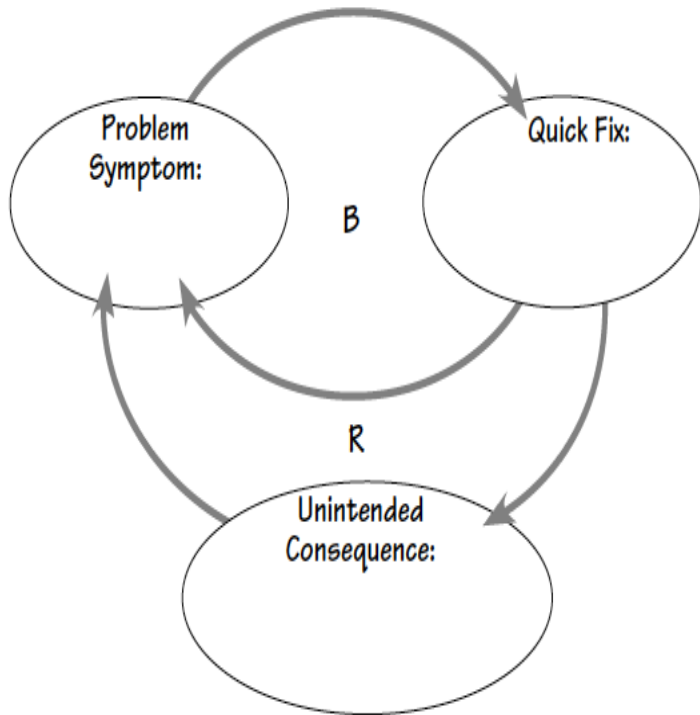 Problem
Symptom:
Quick Fix:
B
R
Unintended
Consequence: